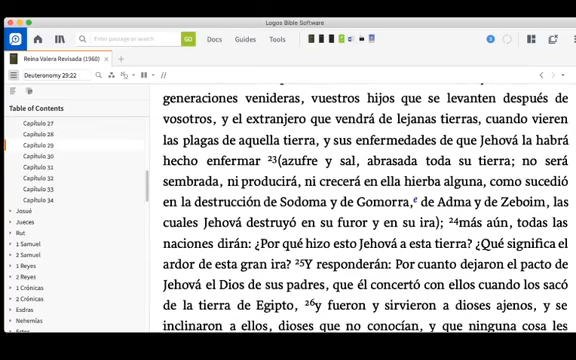 Logos Bible Software
Enter passage or search
GO
Docs
Guides
Tools
Reina Valera Revisada (1960)
Deuteronomy 29:22
Table of Contents
Capítulo 27
Capítulo 28
Capítulo 29
Capítulo 30
Capítulo 31
Capítulo 32
Capítulo 33
Capítulo 34
Josué
Jueces
Rut
1 Samuel
2 Samuel
1 Reyes
2 Reyes
1 Crónicas
2 Crónicas
Esdras
Nehemías
Ester
generaciones venideras, vuestros hijos que se levanten después de
vosotros, y el extranjero que vendrá de lejanas tierras, cuando vieren
las plagas de aquella tierra, y sus enfermedades de que Jehová la habrá
hecho enfermar 23(azufre y sal, abrasada toda su tierra; no será
sembrada, ni producirá, ni crecerá en ella hierba alguna, como sucedió
en la destrucción de Sodoma y de Gomorra,e de Adma y de Zeboim, las
cuales Jehová destruyó en su furor y en su ira); 24más aún, todas las
naciones dirán: ¿Por qué hizo esto Jehová a esta tierra? ¿Qué significa el
ardor de esta gran ira? 25Y responderán: Por cuanto dejaron el pacto de
Jehová el Dios de sus padres, que él concertó con ellos cuando los sacó
de la tierra de Egipto, 26y fueron y sirvieron a dioses ajenos, y se
inclinaron a ellos, dioses que no conocían, y que ninguna cosa les